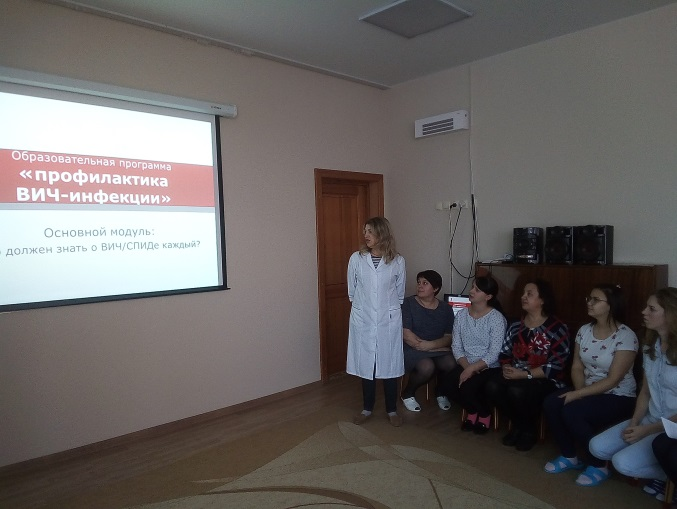 Образовательная программа
«профилактика
ВИЧ-инфекции»
Основной модуль:
должен знать о ВИЧ/СПИДе каждый?